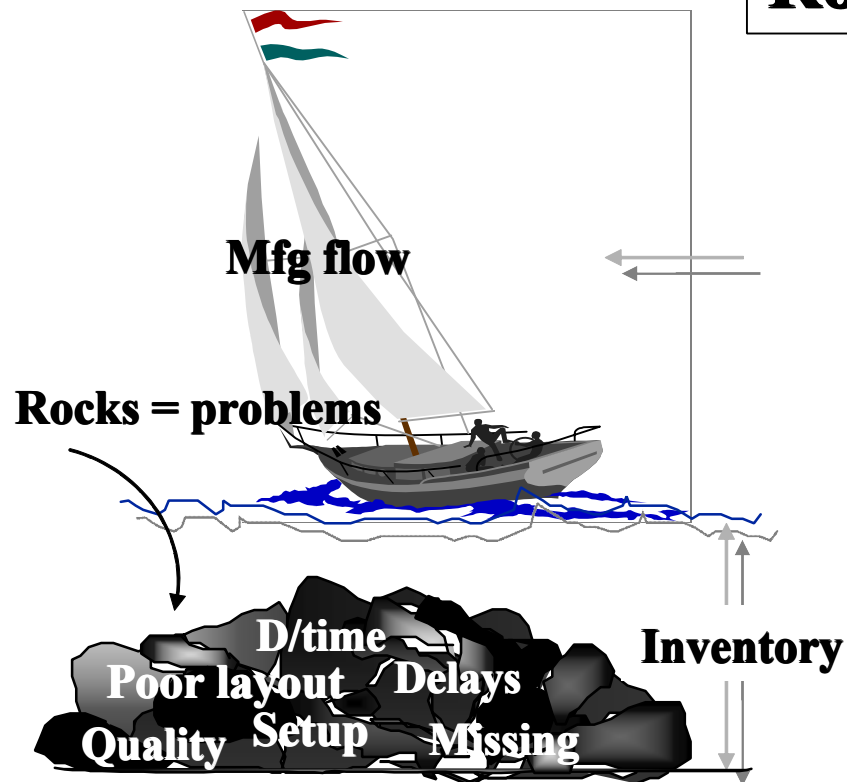 Mfg flow
Rocks = problems
D/time
Inventory
Poor layout
Delays
Setup
Quality
Missing